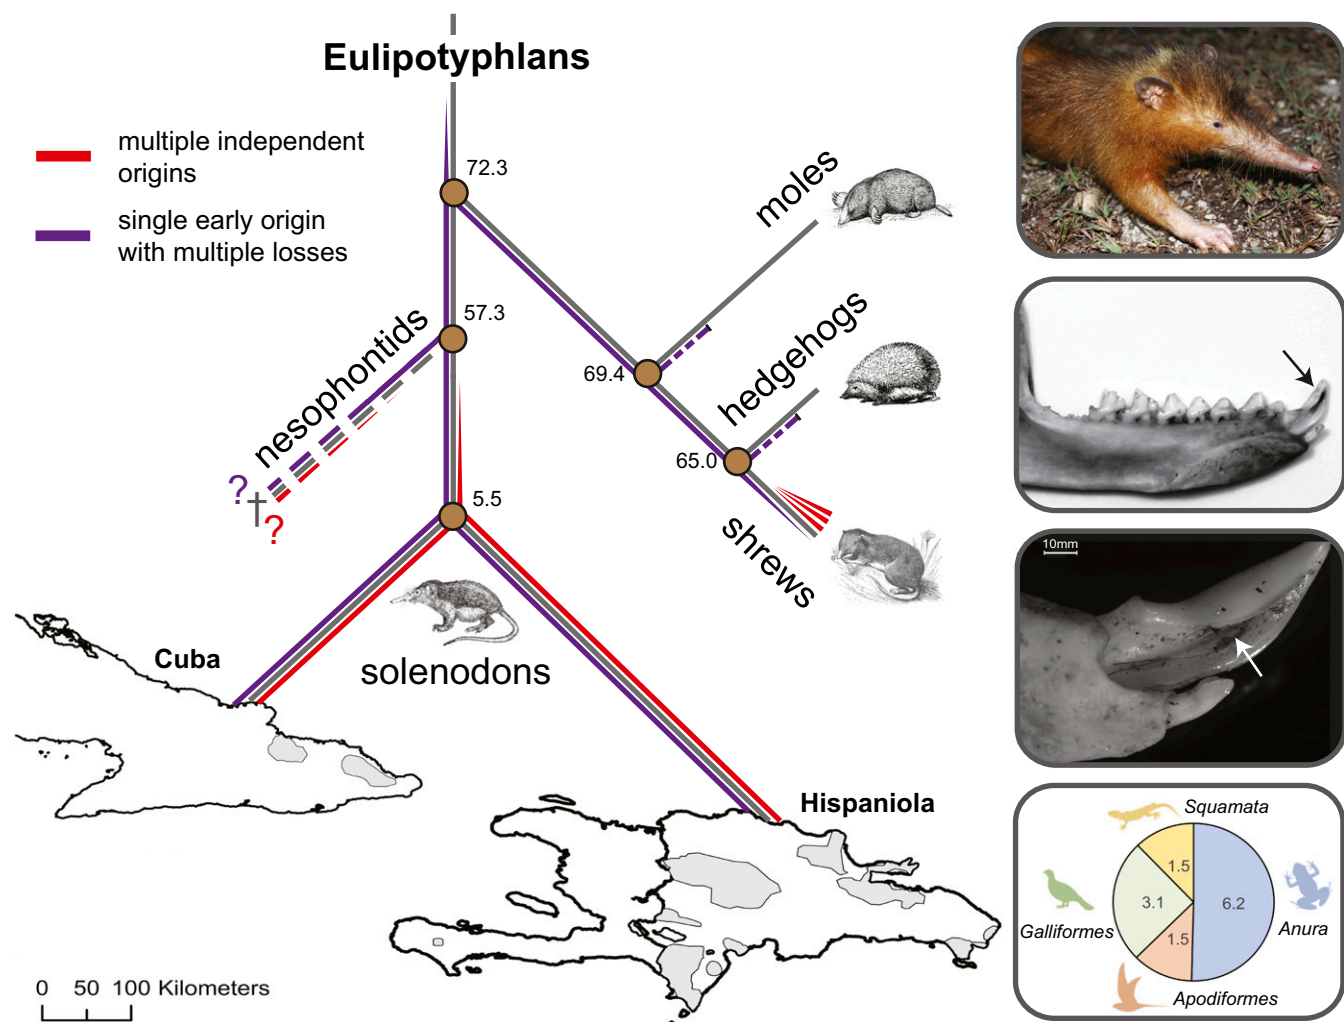 Eulipotyphlans
multiple independent
origins
single early origin
with multiple losses
72.3
57.3
69.4
65.0
5.5
moles
hedgehogs
shrews
nesophontids
?
†
?
solenodons
Cuba
Hispaniola
0 50 100 Kilometers
10mm
Squamata
1.5
3.1
6.2
1.5
Galliformes
Anura
Apodiformes